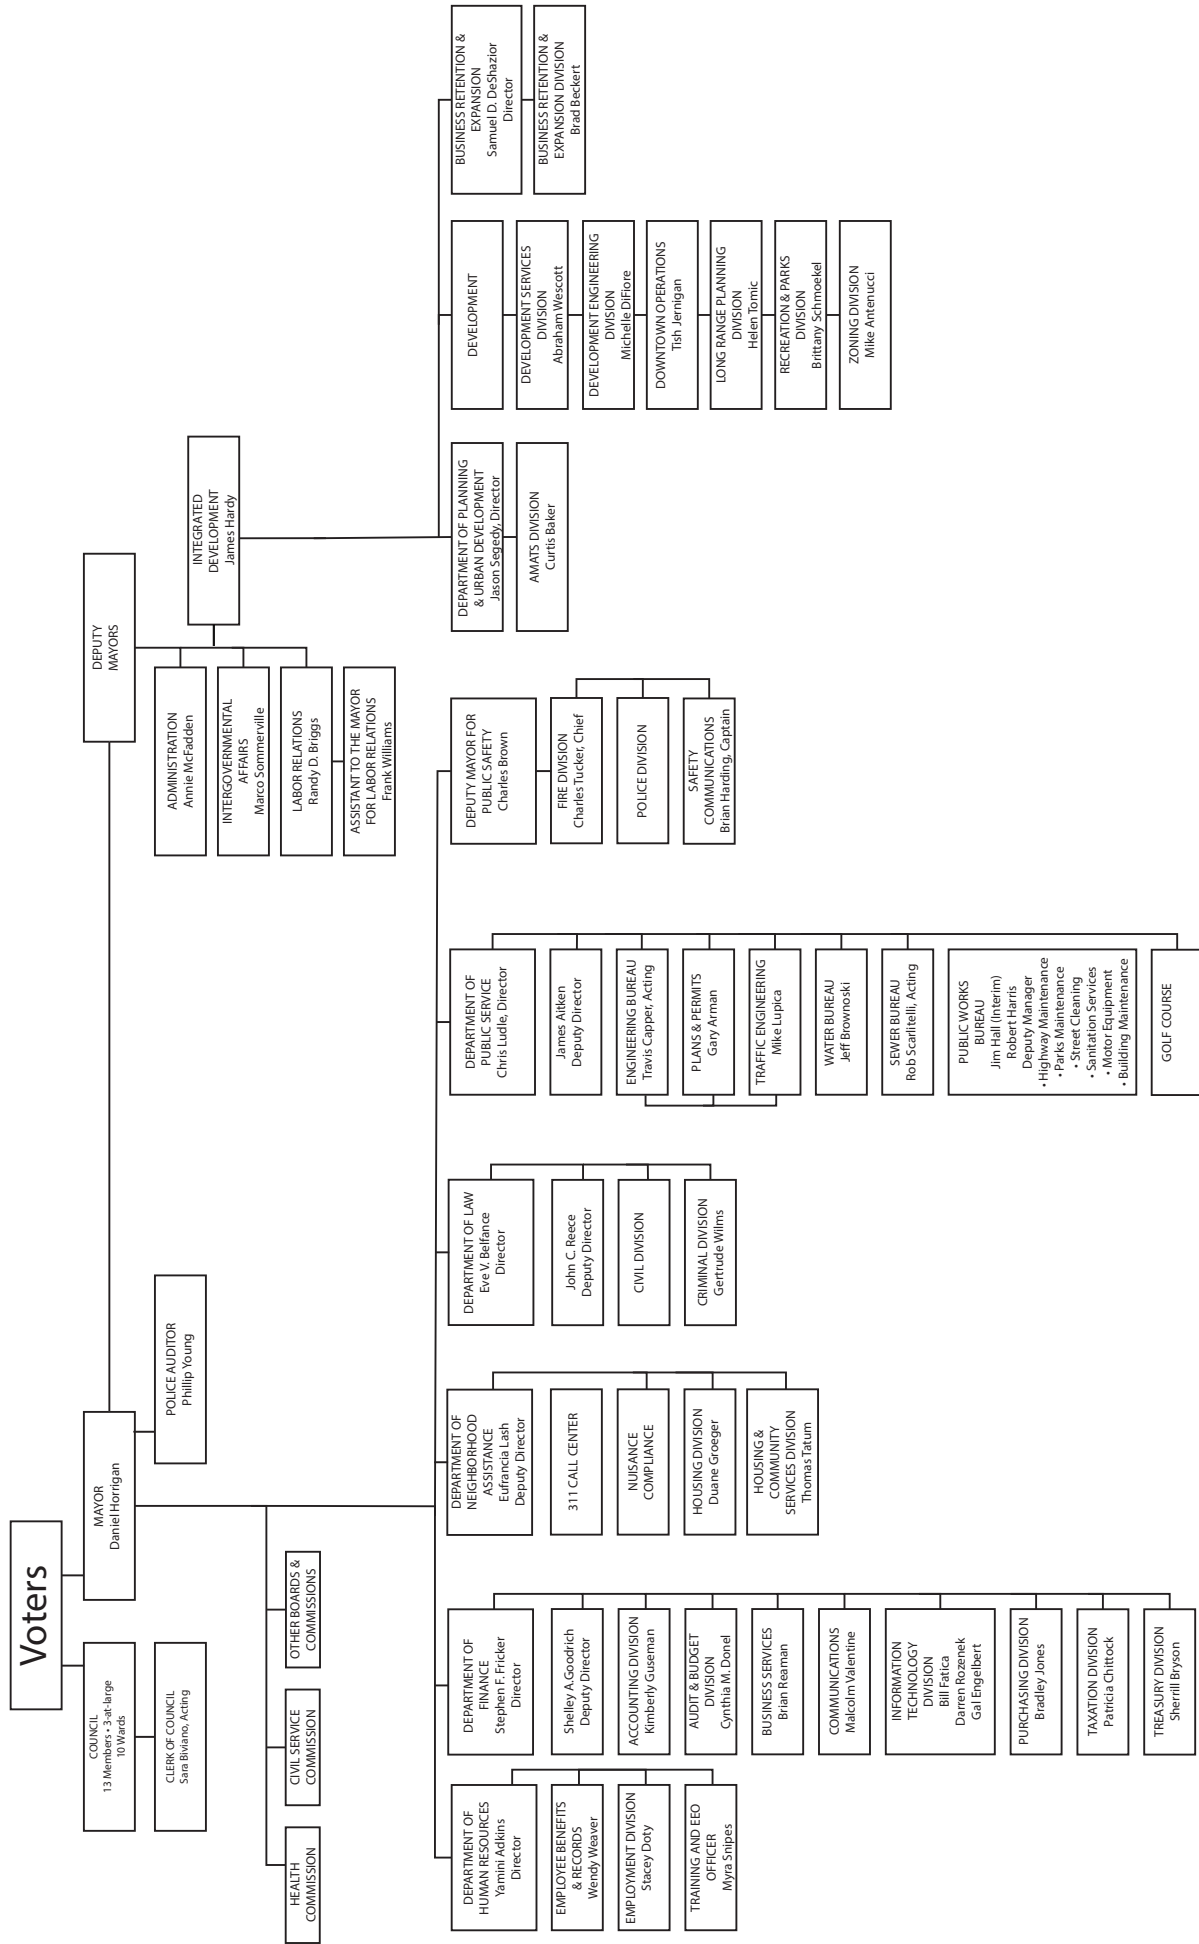 Voters
COUNCIL
13 Members • 3-at-large
10 Wards
CLERK OF COUNCIL
Sara Biviano, Acting
MAYOR
Daniel Horrigan
POLICE AUDITOR
Phillip Young
DEPUTY
MAYORS
ADMINISTRATION
Annie McFadden
INTERGOVERNMENTAL
AFFAIRS
Marco Sommerville
LABOR RELATIONS
Randy D. Briggs
ASSISTANT TO THE MAYOR
FOR LABOR RELATIONS
Frank Williams
INTEGRATED
DEVELOPMENT
James Hardy
HEALTH
COMMISSION
CIVIL SERVICE
COMMISSION
OTHER BOARDS &
COMMISSIONS
DEPARTMENT OF
HUMAN RESOURCES
Yamini Adkins
Director
EMPLOYEE BENEFITS
& RECORDS
Wendy Weaver
EMPLOYMENT DIVISION
Stacey Doty
TRAINING AND EEO
OFFICER
Myra Snipes
DEPARTMENT OF
FINANCE
Stephen F. Fricker
Director
Shelley A.Goodrich
Deputy Director
ACCOUNTING DIVISION
Kimberly Guseman
AUDIT & BUDGET
DIVISION
Cynthia M. Donel
BUSINESS SERVICES
Brian Reaman
COMMUNICATIONS
Malcolm Valentine
INFORMATION
TECHNOLOGY
DIVISION
Bill Fatica
Darren Rozenek
Gal Engelbert
PURCHASING DIVISION
Bradley Jones
TAXATION DIVISION
Patricia Chittock
TREASURY DIVISION
Sherrill Bryson
DEPARTMENT OF
NEIGHBORHOOD
ASSISTANCE
Eufrancia Lash
Deputy Director
311 CALL CENTER
NUISANCE
COMPLIANCE
HOUSING DIVISION
Duane Groeger
HOUSING &
COMMUNITY
SERVICES DIVISION
Thomas Tatum
DEPARTMENT OF LAW
Eve V. Belfance
Director
John C. Reece
Deputy Director
CIVIL DIVISION
CRIMINAL DIVISION
Gertrude Wilms
DEPARTMENT OF
PUBLIC SERVICE
Chris Ludle, Director
James Aitken
Deputy Director
ENGINEERING BUREAU
Travis Capper, Acting
PLANS & PERMITS
Gary Arman
TRAFFIC ENGINEERING
Mike Lupica
WATER BUREAU
Jeff Brownoski
SEWER BUREAU
Rob Scarlitelli, Acting
PUBLIC WORKS
BUREAU
Jim Hall (Interim)
Robert Harris
Deputy Manager
• Highway Maintenance
• Parks Maintenance
• Street Cleaning
• Sanitation Services
• Motor Equipment
• Building Maintenance
GOLF COURSE
DEPUTY MAYOR FOR
PUBLIC SAFETY
Charles Brown
FIRE DIVISION
Charles Tucker, Chief
POLICE DIVISION
SAFETY
COMMUNICATIONS
Brian Harding, Captain
DEPARTMENT OF PLANNING
& URBAN DEVELOPMENT
Jason Segedy, Director
AMATS DIVISION
Curtis Baker
DEVELOPMENT
DEVELOPMENT SERVICES
DIVISION
Abraham Wescott
DEVELOPMENT ENGINEERING
DIVISION
Michelle DiFiore
DOWNTOWN OPERATIONS
Tish Jernigan
LONG RANGE PLANNING
DIVISION
Helen Tomic
RECREATION & PARKS
DIVISION
Brittany Schmoekel
ZONING DIVISION
Mike Antenucci
BUSINESS RETENTION &
EXPANSION
Samuel D. DeShazior
Director
BUSINESS RETENTION &
EXPANSION DIVISION
Brad Beckert